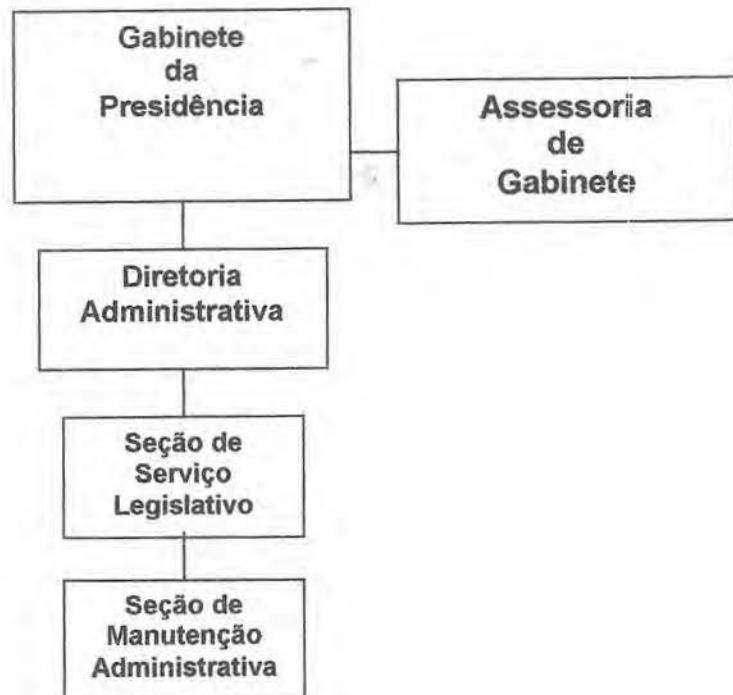 Gabinete
da
Presidência
Assessoria
de
Gabinete
Diretoria
Administrativa
Seção de
Serviço
Legislativo
Seção de
Manutenção
Administrativa